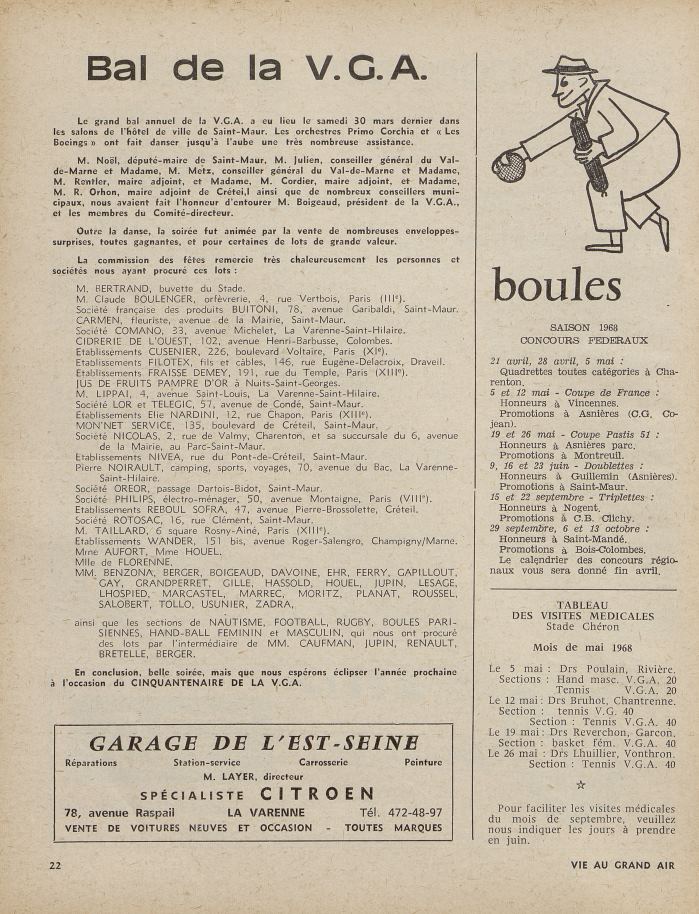 Bal de la V.G.A.
Le grand bal annuel de la V.G.A. a eu lieu le samedi 30 mars dernier dans
les salons de l'hôtel de ville de Saint-Maur. Les orchestres Primo Corchia et « Les
Boeings » ont fait danser jusqu'à l'aube une très nombreuse assistance.
M. Noël, député-maire de Saint-Maur, M. Julien, conseiller général du Val-
de-Marne et Madame, M. Metz, conseiller général du Val-de-Marne et Madame,
M. Rentler, maire adjoint, et Madame, M. Cordier, maire adjoint, et Madame,
M. R. Orhon, maire adjoint de Crétei,l ainsi que de nombreux conseillers muni-
cipaux, nous avaient fait l'honneur d'entourer M. Boigeaud, président de la V.G.A.,
et les membres du Comité-directeur.
Outre la danse, la soirée fut animée par la vente de nombreuses enveloppes-
surprises, toutes gagnantes, et pour certaines de lots de grande valeur.
La commission des fêtes remercie très chaleureusement les personnes et
sociétés nous ayant procuré ces lots :
M. BERTRAND, buvette du Stade.
M. Claude BOULENGER, orfèvrerie, 4, rue Vertbois, Paris (IIIe).
Société française des produits BUITONI, 78, avenue Garibaldi, Saint-Maur.
CARMEN, fleuriste, avenue de la Mairie, Saint-Maur.
Société COMANO, 33, avenue Michelet, La Varenne-Saint-Hilaire.
CIDRERIE DE L'OUEST, 102, avenue Henri-Barbusse, Colombes.
Etablissements CUSENIER, 226, boulevard Voltaire, Paris (XIe).
Etablissements FILOTEX, fils et câbles, 146, rue Eugène-Delacroix, Draveil.
Etablissements FRAISSE DEMEY, 191, rue du Temple, Paris (XIIIe).
JUS DE FRUITS PAMPRE D'OR à Nuits-Saint-Georges.
M. LIPPAI, 4, avenue Saint-Louis, La Varenne-Saint-Hilaire.
Société LOR et TELEGIC, 57, avenue de Condé, Saint-Maur.
Etablissements Elie NARDINI, 12, rue Chapon, Paris (XIIIe).
MON'NET SERVICE, 135, boulevard de Créteil, Saint-Maur.
Société NICOLAS, 2, rue de Valmy, Charenton, et sa succursale du 6, avenue
de la Mairie, au Parc-Saint-Maur.
Etablissements NIVEA, rue du Pont-de-Créteil, Saint-Maur.
Pierre NOIRAULT, camping, sports, voyages, 70, avenue du Bac, La Varenne-
Saint-Hilaire.
Société OREOR, passage Dartois-Bidot, Saint-Maur.
Société PHILIPS, électro-ménager, 50, avenue Montaigne, Paris (VIIIe).
Etablissements REBOUL SOFRA, 47, avenue Pierre-Brossolette, Créteil.
Société ROTOSAC, 16, rue Clément, Saint-Maur.
M. TAILLARD, 6 square Rosny-Ainé, Paris (XIIIe).
Etablissements WANDER, 151 bis, avenue Roger-Salengro, Champigny/Marne.
Mme AUFORT, Mme HOUEL.
Mlle de FLORENNE.
MM. BENZONA, BERGER, BOIGEAUD, DAVOINE, EHR, FERRY, GAPILLOUT,
GAY, GRANDPERRET, GILLE, HASSOLD, HOUEL, JUPIN, LESAGE,
LHOSPIED, MARCASTEL, MARREC, MORITZ, PLANAT, ROUSSEL,
SALOBERT, TOLLO, USUNIER, ZADRA,
ainsi que les sections de NAUTISME, FOOTBALL, RUGBY, BOULES PARI-
SIENNES, HAND-BALL FEMININ et MASCULIN, qui nous ont procuré
des lots par l'intermédiaire de MM. CAUFMAN, JUPIN, RENAULT,
BRETELLE, BERGER.
En conclusion, belle soirée, mais que nous espérons éclipser l'année prochaine
à l'occasion du CINQUANTENAIRE DE LA V.G.A.
GARAGE DE L'EST-SEINE
Réparations Station-service Carrosserie Peinture
M. LAYER, directeur
SPÉCIALISTE CITROEN
78, avenue Raspail LA VARENNE Tél. 472-48-97
VENTE DE VOITURES NEUVES ET OCCASION - TOUTES MARQUES
boules
SAISON 1968
CONCOURS FEDERAUX
21 avril, 28 avril, 5 mai :
Quadrettes toutes catégories à Cha-
renton.
5 et 12 mai - Coupe de France :
Honneurs à Vincennes.
Promotions à Asnières (C.G. Co-
jean).
19 et 26 mai - Coupe Pastis 51 :
Honneurs à Asnières parc.
Promotions à Montreuil.
9, 16 et 23 juin - Doublettes :
Honneurs à Guillemin (Asnières).
Promotions à Saint-Maur.
15 et 22 septembre - Triplettes :
Honneurs à Nogent.
Promotions à C.B. Clichy.
29 septembre, 6 et 13 octobre :
Honneurs à Saint-Mandé.
Promotions à Bois-Colombes.
Le calendrier des concours régio-
naux vous sera donné fin avril.
TABLEAU
DES VISITES MÉDICALES
Stade Chéron
Mois de mai 1968
Le 5 mai : Drs Poulain, Rivière.
Sections : Hand masc. V.G.A. 20
Tennis V.G.A. 20
Le 12 mai : Drs Bruhot, Chantrenne.
Section : tennis V.G. 40
Section : Tennis V.G.A. 40
Le 19 mai : Drs Reverchon, Garcon.
Section : basket fém. V.G.A. 40
Le 26 mai : Drs Lhuillier, Vonthron.
Section : Tennis V.G.A. 40
Pour faciliter les visites médicales
du mois de septembre, veuillez
nous indiquer les jours à prendre
en juin.
22
VIE AU GRAND AIR